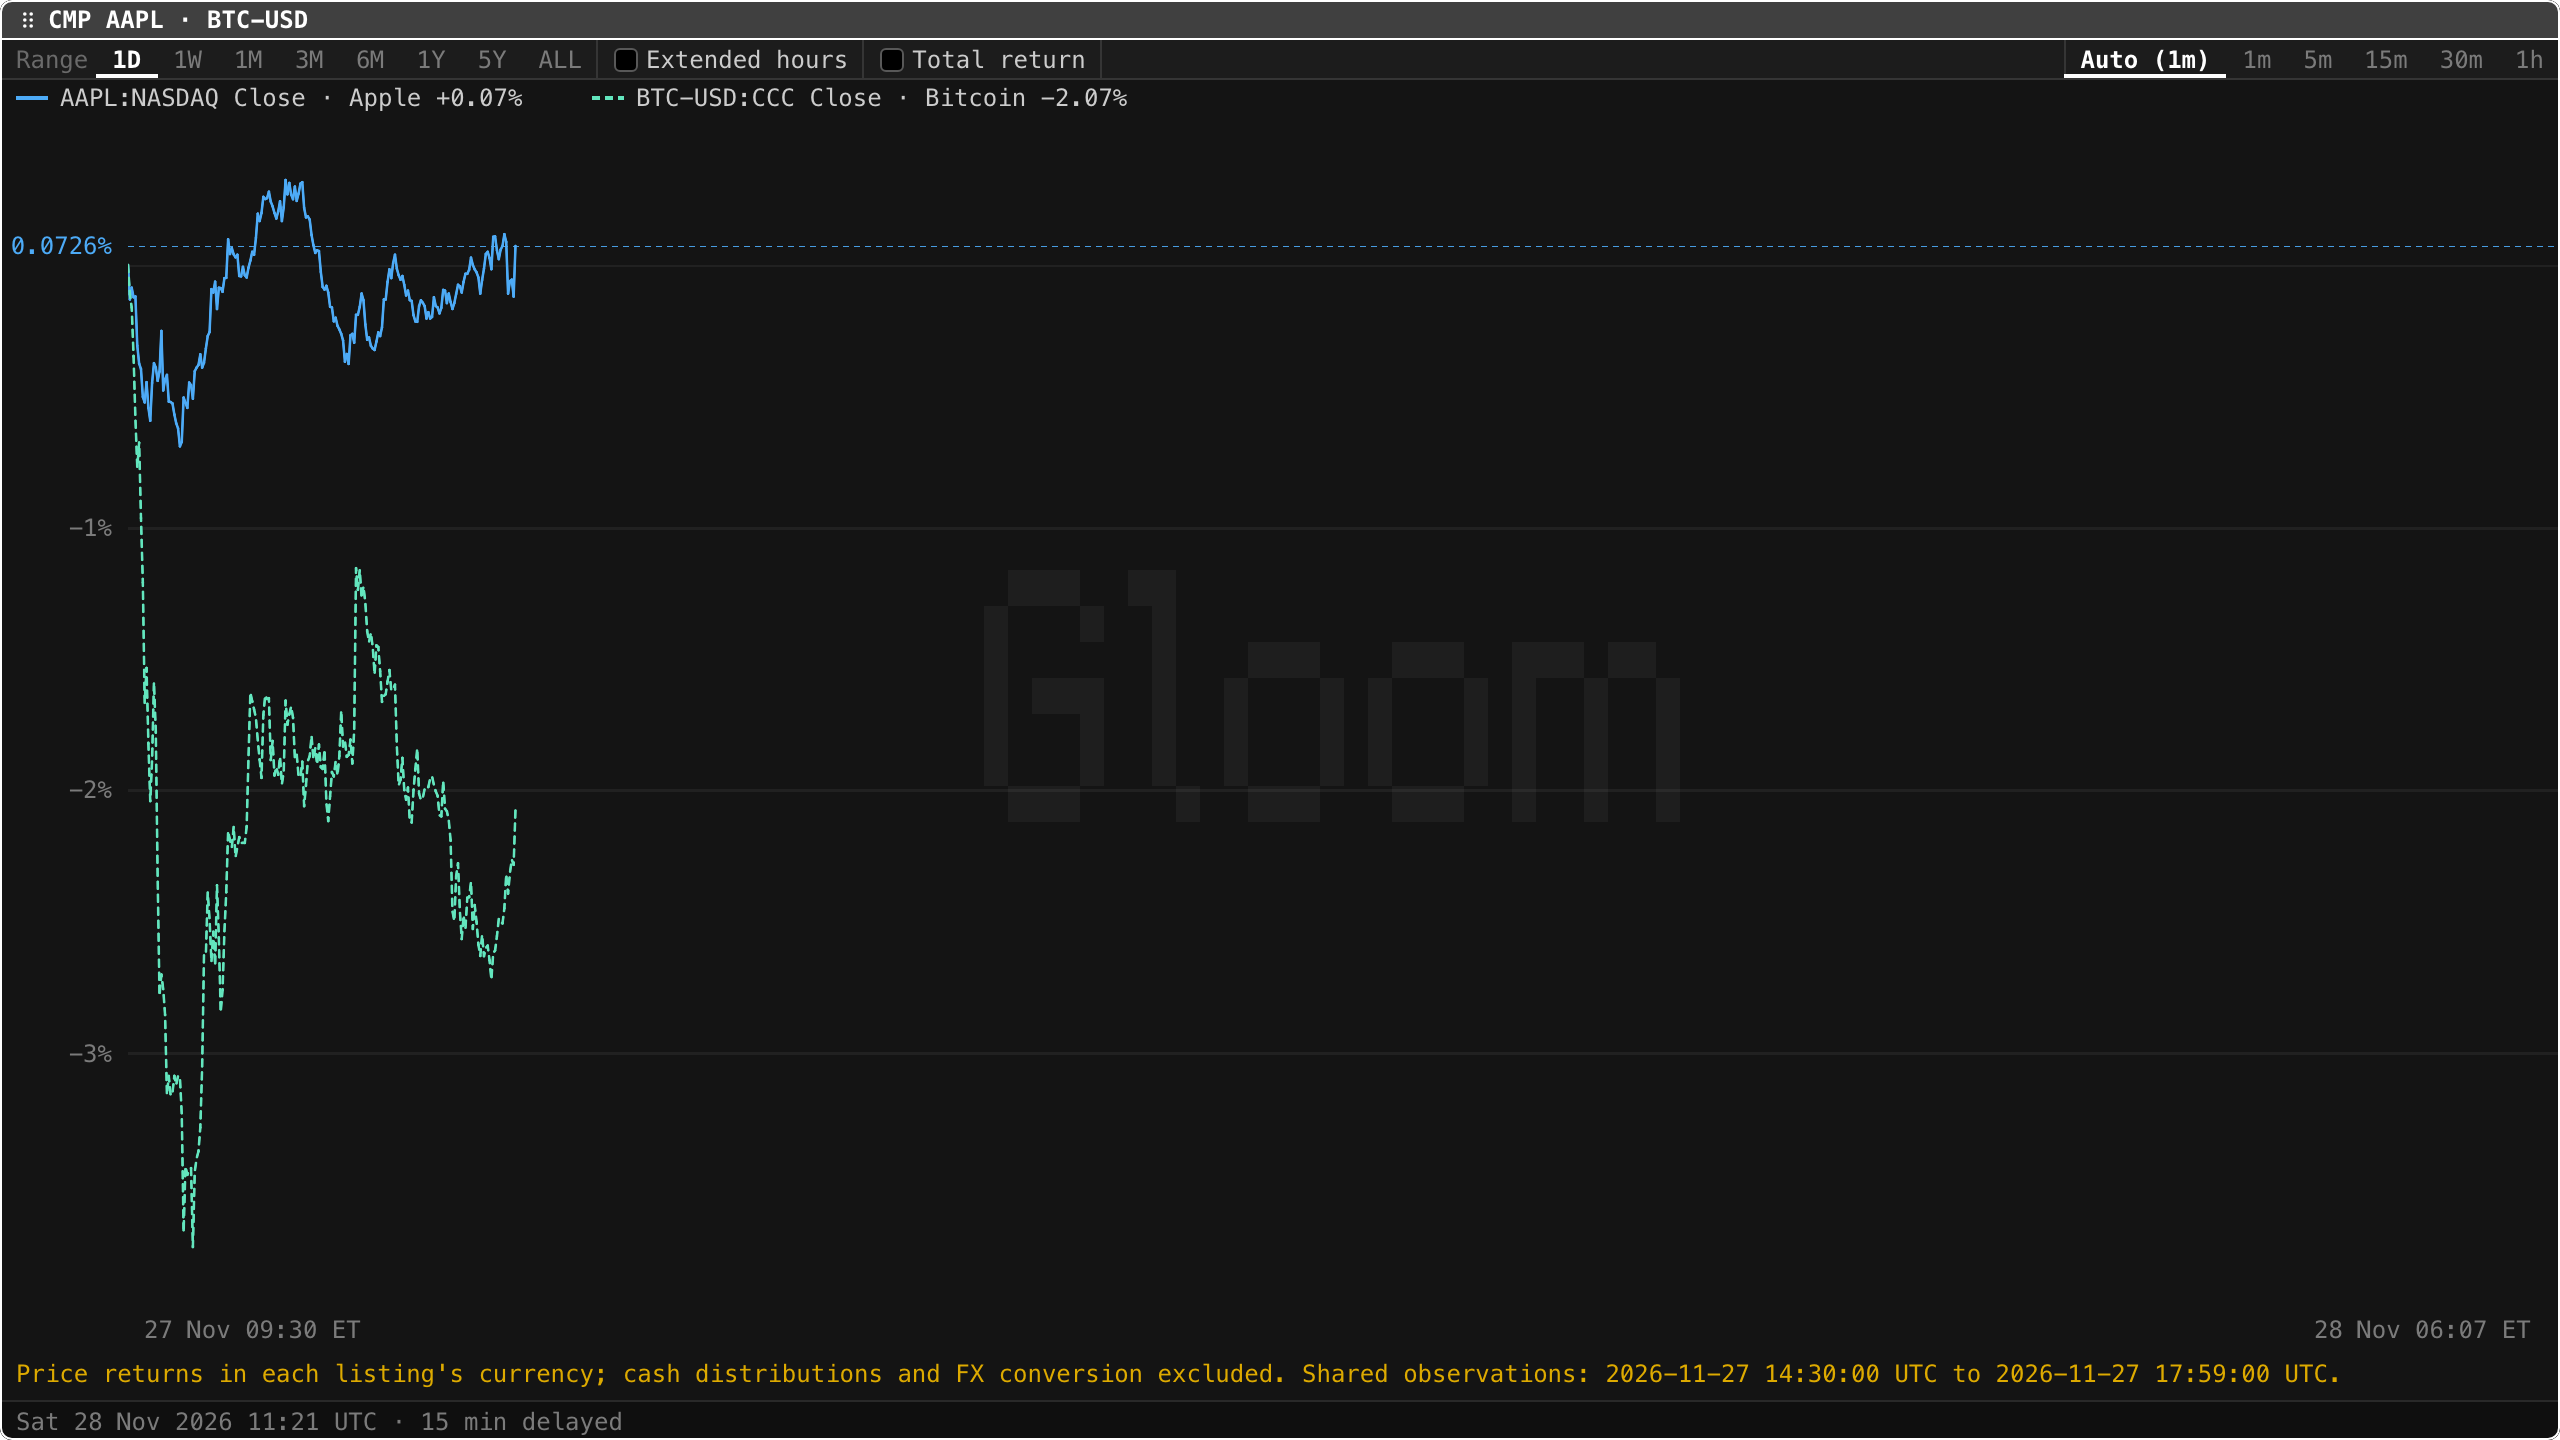 ⠿ CMP AAPL · BTC−USD
Range 1D 1W 1M 3M 6M 1Y 5Y ALL Extended hours Total return Auto (1m) 1m 5m 15m 30m 1h
AAPL:NASDAQ Close · Apple +0.07% BTC−USD:CCC Close · Bitcoin −2.07%
0.0726%
−1%
Gloom
−2%
−3%
27 Nov 09:30 ET 28 Nov 06:07 ET
Price returns in each listing's currency; cash distributions and FX conversion excluded. Shared observations: 2026−11−27 14:30:00 UTC to 2026−11−27 17:59:00 UTC.
Sat 28 Nov 2026 11:21 UTC · 15 min delayed